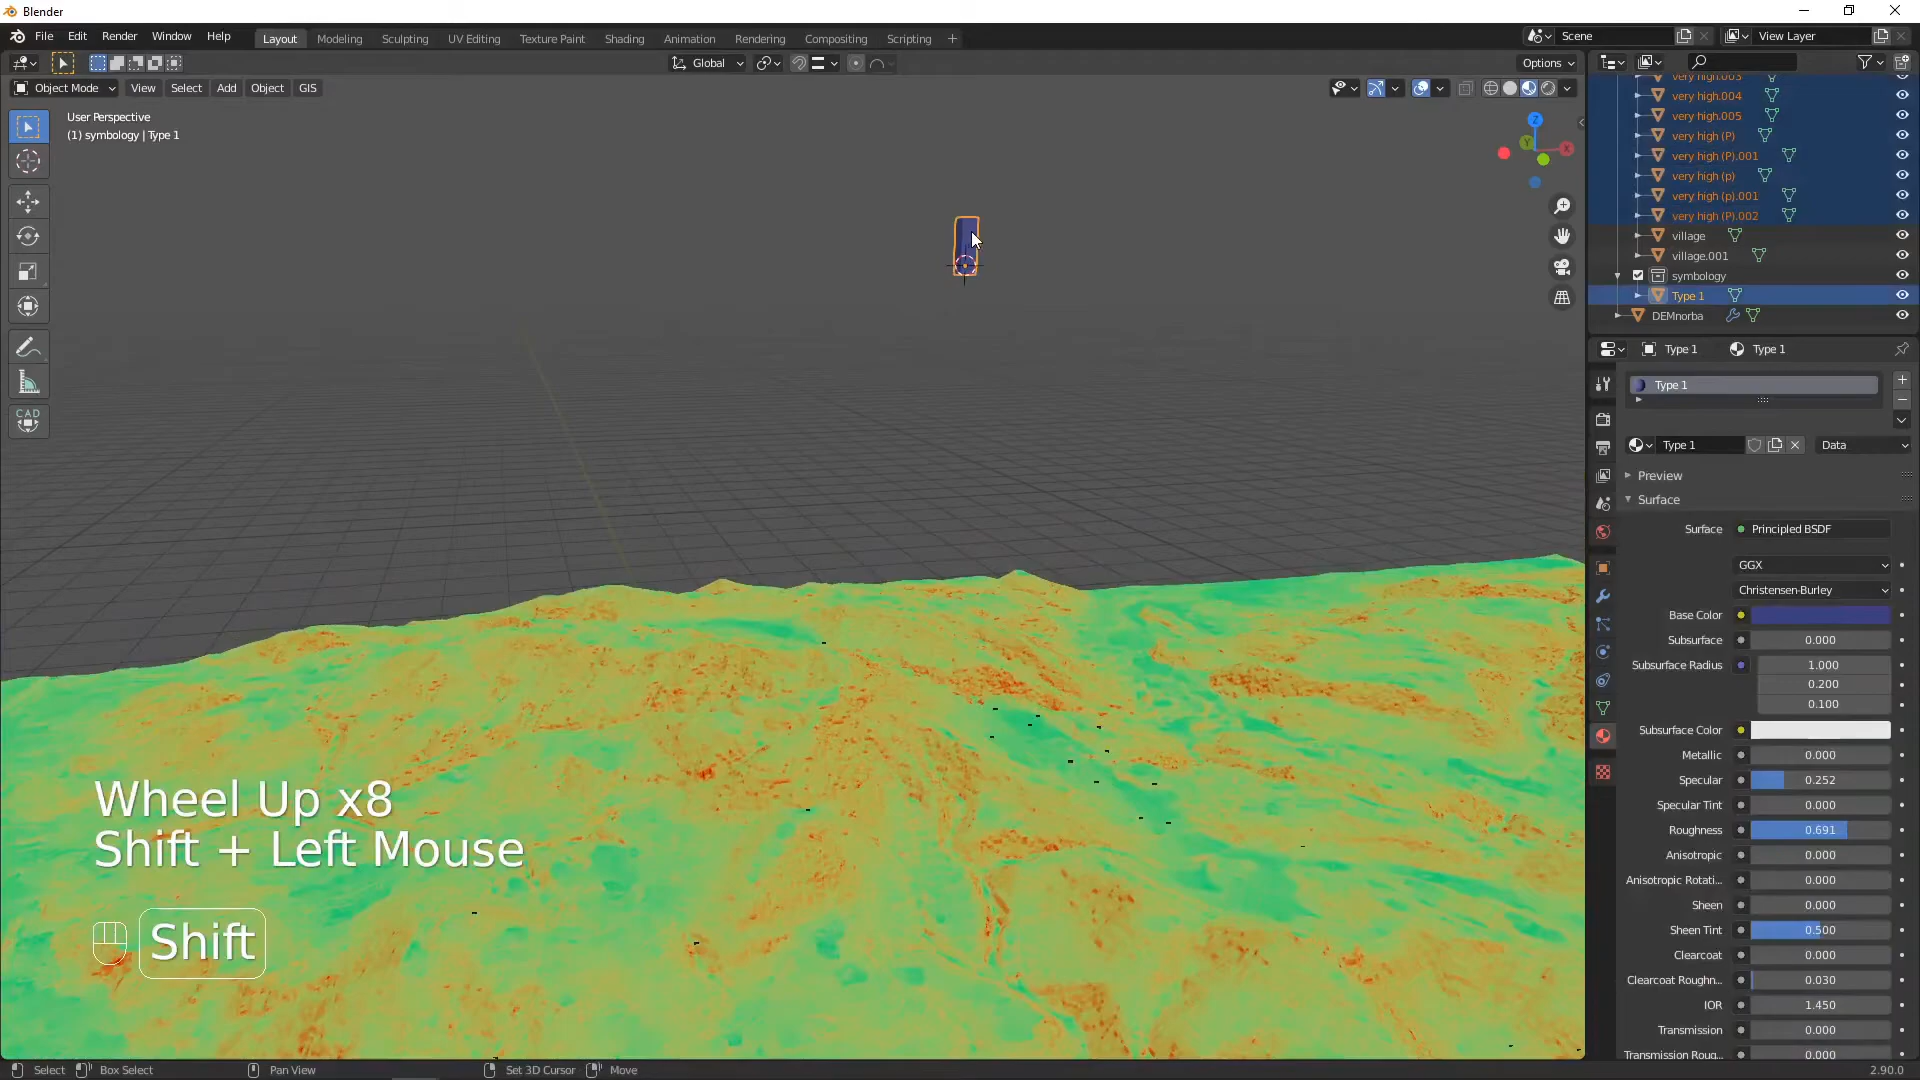 Blender
File Edit Render Window Help
Layout Modeling Sculpting UV Editing Texture Paint Shading Animation Rendering Compositing Scripting +
Scene
View Layer
Global
Options
Object Mode View Select Add Object GIS
User Perspective
(1) symbology | Type 1
Z
Y
X
CAD
very high.003
very high.004
very high.005
very high (P)
very high (P).001
very high (p)
very high (p).001
very high (P).002
village
village.001
symbology
Type 1
DEMnorba
Type 1 Type 1
Type 1
Type 1 Data
Preview
Surface
Surface Principled BSDF
GGX
Christensen-Burley
Base Color
Subsurface 0.000
Subsurface Radius 1.000
0.200
0.100
Subsurface Color
Metallic 0.000
Specular 0.252
Specular Tint 0.000
Roughness 0.691
Anisotropic 0.000
Anisotropic Rotati... 0.000
Sheen 0.000
Sheen Tint 0.500
Clearcoat 0.000
Clearcoat Roughn... 0.030
IOR 1.450
Transmission 0.000
Transmission Roug... 0.000
Wheel Up x8
Shift + Left Mouse
Shift
Select Box Select Pan View Set 3D Cursor Move 2.90.0